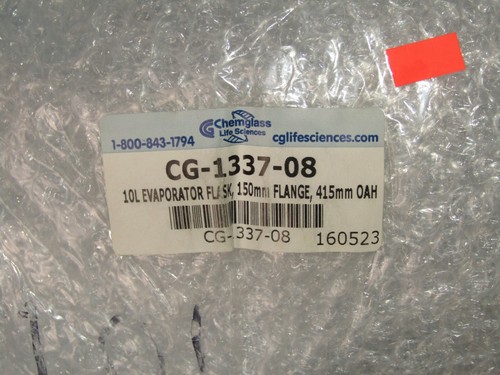 Chemglass
Life Sciences
1-800-843-1794
cglifesciences.com
CG-1337-08
10L EVAPORATOR FLASK, 150mm FLANGE, 415mm OAH
CG-1337-08 160523